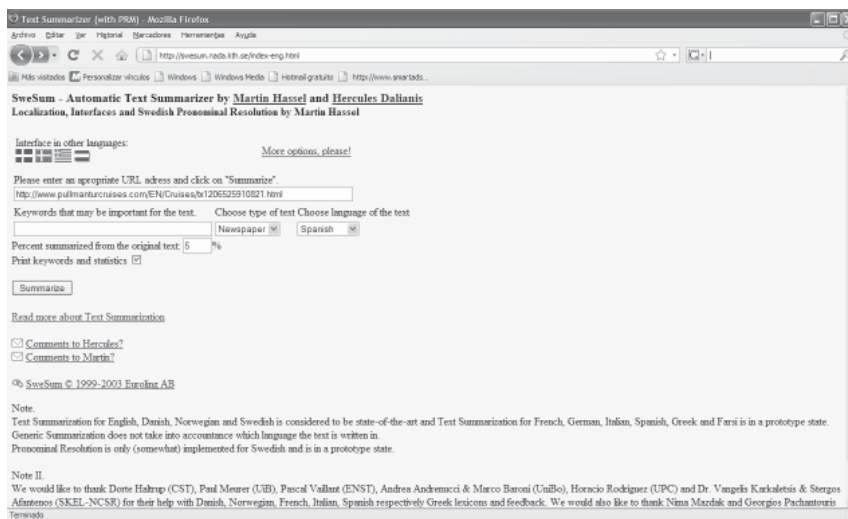 Text Summarizer (with PRM) - Mozilla Firefox
Archivo Editar Ver Historial Marcadores Herramientas Ayuda
http://swesum.nada.kth.se/index-eng.html
Más visitados Personalizar vínculos Windows Windows Media Hotmail gratuito http://www.smartads...
SweSum - Automatic Text Summarizer by Martin Hassel and Hercules Dalianis
Localization, Interfaces and Swedish Pronominal Resolution by Martin Hassel
Interface in other languages:
More options, please!
Please enter an apropriate URL adress and click on "Summarize".
http://www.pullmanturcruises.com/EN/Cruises/tx1206525910821.html
Keywords that may be important for the text. Choose type of text Choose language of the text
Newspaper Spanish
Percent summarized from the original text: 5 %
Print keywords and statistics
Summarize
Read more about Text Summarization
Comments to Hercules?
Comments to Martin?
SweSum © 1999-2003 Euroling AB
Note.
Text Summarization for English, Danish, Norwegian and Swedish is considered to be state-of-the-art and Text Summarization for French, German, Italian, Spanish, Greek and Farsi is in a prototype state.
Generic Summarization does not take into accountance which language the text is written in.
Pronominal Resolution is only (somewhat) implemented for Swedish and is in a prototype state.
Note II.
We would like to thank Dorte Haltrup (CST), Paul Meurer (UiB), Pascal Vaillant (ENST), Andrea Andrenucci & Marco Baroni (UniBo), Horacio Rodriguez (UPC) and Dr. Vangelis Karkaletsis & Stergos
Afantenos (SKEL-NCSR) for their help with Danish, Norwegian, French, Italian, Spanish respectively Greek lexicons and feedback. We would also like to thank Nima Mazdak and Georgios Pachantouris
Terminado